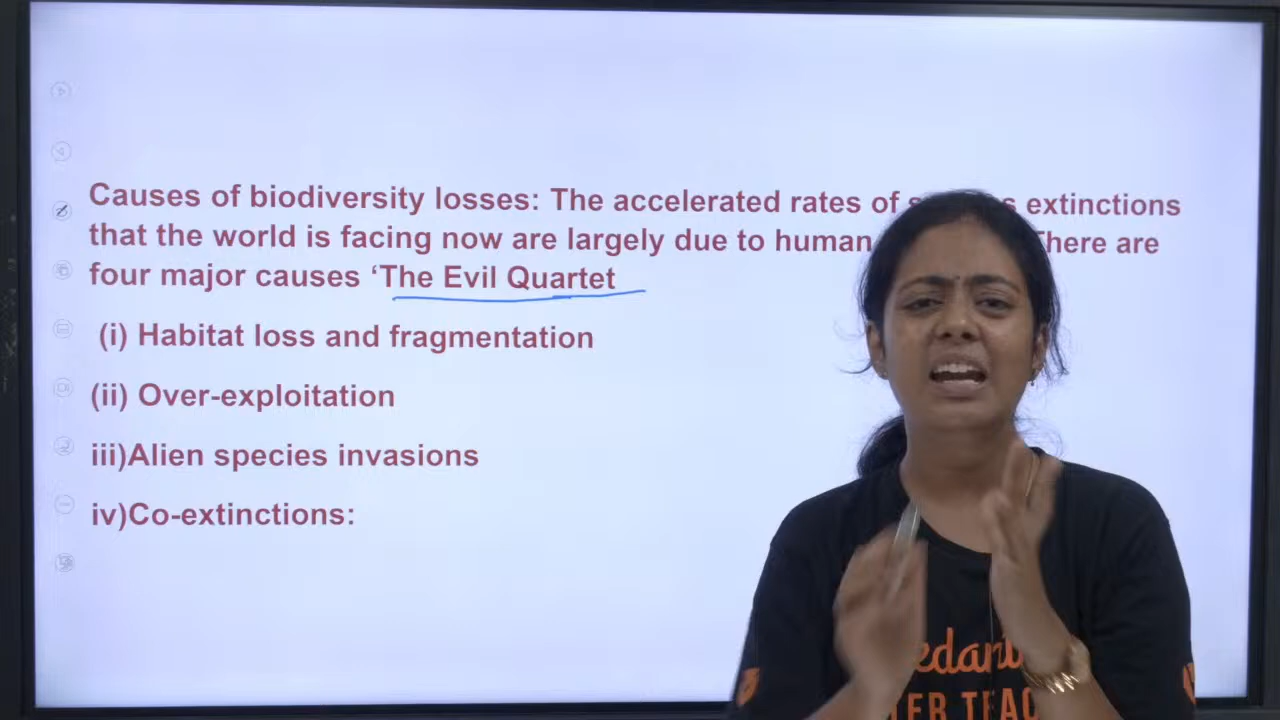 Causes of biodiversity losses: The accelerated rates of extinctions
that the world is facing now are largely due to human There are
four major causes ‘The Evil Quartet
(i) Habitat loss and fragmentation
(ii) Over-exploitation
iii)Alien species invasions
iv)Co-extinctions: